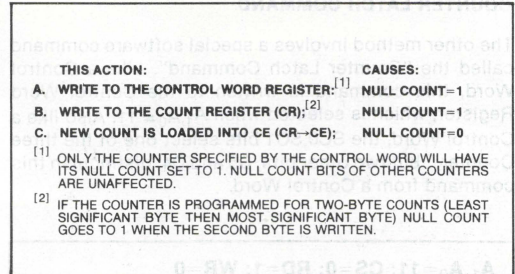 THIS ACTION: CAUSES:
A. WRITE TO THE CONTROL WORD REGISTER:[1] NULL COUNT=1
B. WRITE TO THE COUNT REGISTER (CR);[2] NULL COUNT=1
C. NEW COUNT IS LOADED INTO CE (CR→CE); NULL COUNT=0
[1] ONLY THE COUNTER SPECIFIED BY THE CONTROL WORD WILL HAVE
ITS NULL COUNT SET TO 1. NULL COUNT BITS OF OTHER COUNTERS
ARE UNAFFECTED.
[2] IF THE COUNTER IS PROGRAMMED FOR TWO-BYTE COUNTS (LEAST
SIGNIFICANT BYTE THEN MOST SIGNIFICANT BYTE) NULL COUNT
GOES TO 1 WHEN THE SECOND BYTE IS WRITTEN.